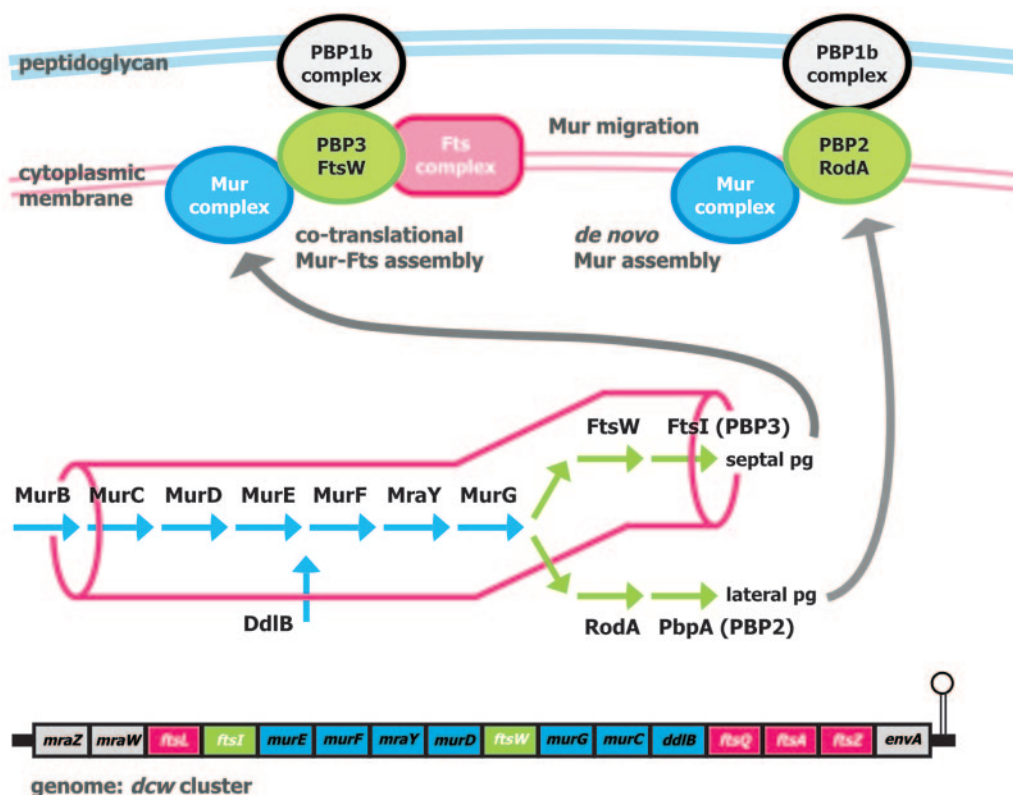 PBP1b
complex
PBP1b
complex
peptidoglycan
PBP3
FtsW
Fts
complex
Mur migration
PBP2
RodA
cytoplasmic
membrane
Mur
complex
Mur
complex
co-translational
Mur-Fts assembly
de novo
Mur assembly
FtsW FtsI (PBP3)
septal pg
MurB MurC MurD MurE MurF MraY MurG
lateral pg
DdlB
RodA PbpA (PBP2)
mraZ mraW ftsL ftsI murE murF mraY murD ftsW murG murC ddlB ftsQ ftsA ftsZ envA
genome: dcw cluster